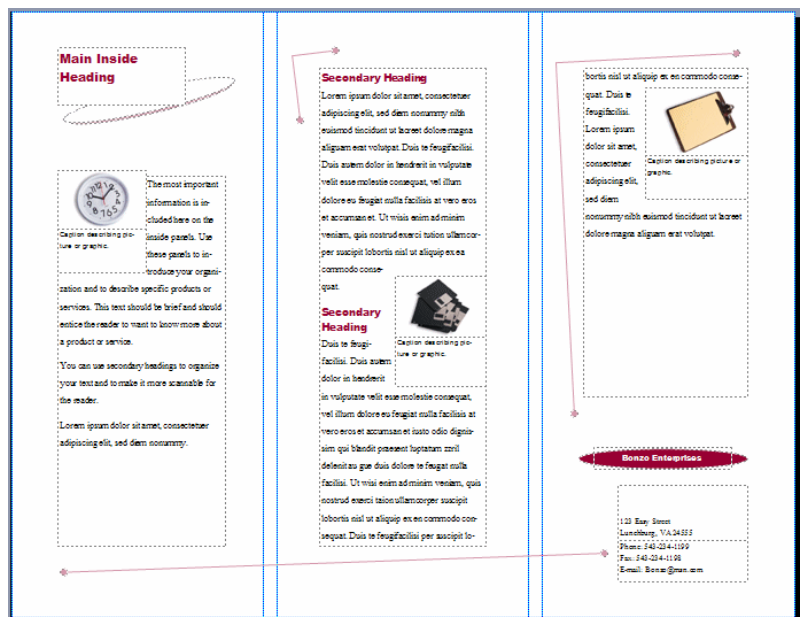 Main Inside
Heading
The most important
information is in-
cluded here on the
inside panels. Use
these panels to in-
troduce your organi-
Caption describing pic-
ture or graphic.
zation and to describe specific products or
services. This text should be brief and should
entice the reader to want to know more about
a product or service.
You can use secondary headings to organize
your text and to make it more scannable for
the reader.
Lorem ipsum dolor sit amet, consectetuer
adipiscing elit, sed diem nonummy.
Secondary Heading
Lorem ipsum dolor sit amet, consectetuer
adipiscing elit, sed diem nonummy nibh
euismod tincidunt ut lacreet dolore magna
aliguam erat volutpat. Duis te feugifacilisi.
Duis autem dolor in hendrerit in vulputate
velit esse molestie consequat, vel illum
dolore eu feugiat nulla facilisis at vero eros
et accumsan et. Ut wisis enim ad minim
veniam, quis nostrud exerci tution ullamcor-
per suscipit lobortis nisl ut aliquip ex ea
commodo conse-
quat.
Secondary
Heading
Duis te feugi-
facilisi. Duis autem
dolor in hendrerit
Caption describing pic-
ture or graphic.
in vulputate velit esse molestie consequat,
vel illum dolore eu feugiat nulla facilisis at
vero eros et accumsan et iusto odio dignis-
sim qui blandit praesent luptatum zzril
delenit au gue duis dolore te feugat nulla
facilisi. Ut wisi enim ad minim veniam, quis
nostrud exerci taion ullamcorper suscipit
lobortis nisl ut aliquip ex en commodo con-
sequat. Duis te feugifacilisi per suscipit lo-
bortis nisl ut aliquip ex en commodo conse-
quat. Duis te
feugifacilisi.
Lorem ipsum
dolor sit amet,
consectetuer
adipiscing elit,
sed diem
Caption describing picture or
graphic.
nonummy nibh euismod tincidunt ut lacreet
dolore magna aliguam erat volutpat.
Bonzo Enterprises
123 Easy Street
Lunchburg, VA 24555
Phone: 543-234-1199
Fax: 543-234-1198
E-mail: Bonzo@msn.com